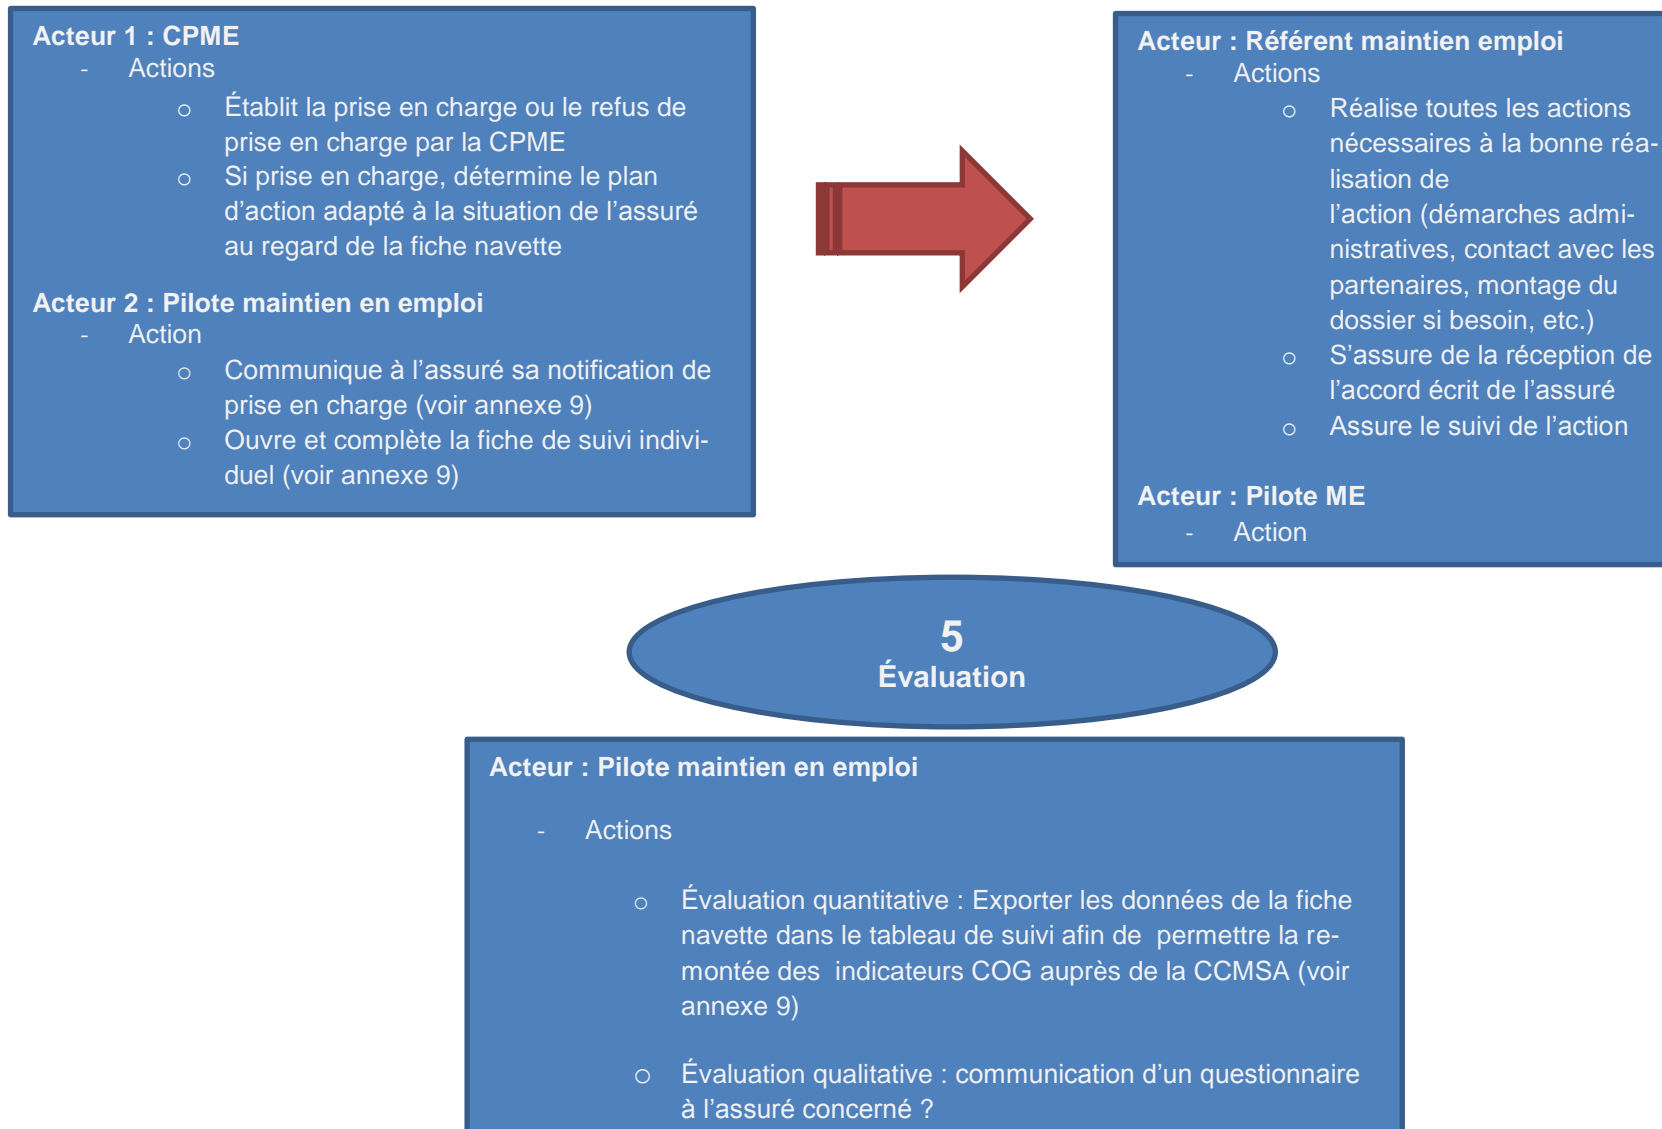 Acteur 1 : CPME
- Actions
o Établit la prise en charge ou le refus de
prise en charge par la CPME
o Si prise en charge, détermine le plan
d’action adapté à la situation de l’assuré
au regard de la fiche navette
Acteur 2 : Pilote maintien en emploi
- Action
o Communique à l’assuré sa notification de
prise en charge (voir annexe 9)
o Ouvre et complète la fiche de suivi indivi-
duel (voir annexe 9)
Acteur : Référent maintien emploi
- Actions
o Réalise toutes les actions
nécessaires à la bonne réa-
lisation de
l’action (démarches admi-
nistratives, contact avec les
partenaires, montage du
dossier si besoin, etc.)
o S’assure de la réception de
l’accord écrit de l’assuré
o Assure le suivi de l’action
Acteur : Pilote ME
- Action
5
Évaluation
Acteur : Pilote maintien en emploi
- Actions
o Évaluation quantitative : Exporter les données de la fiche
navette dans le tableau de suivi afin de  permettre la re-
montée des  indicateurs COG auprès de la CCMSA (voir
annexe 9)
o Évaluation qualitative : communication d’un questionnaire
à l’assuré concerné ?